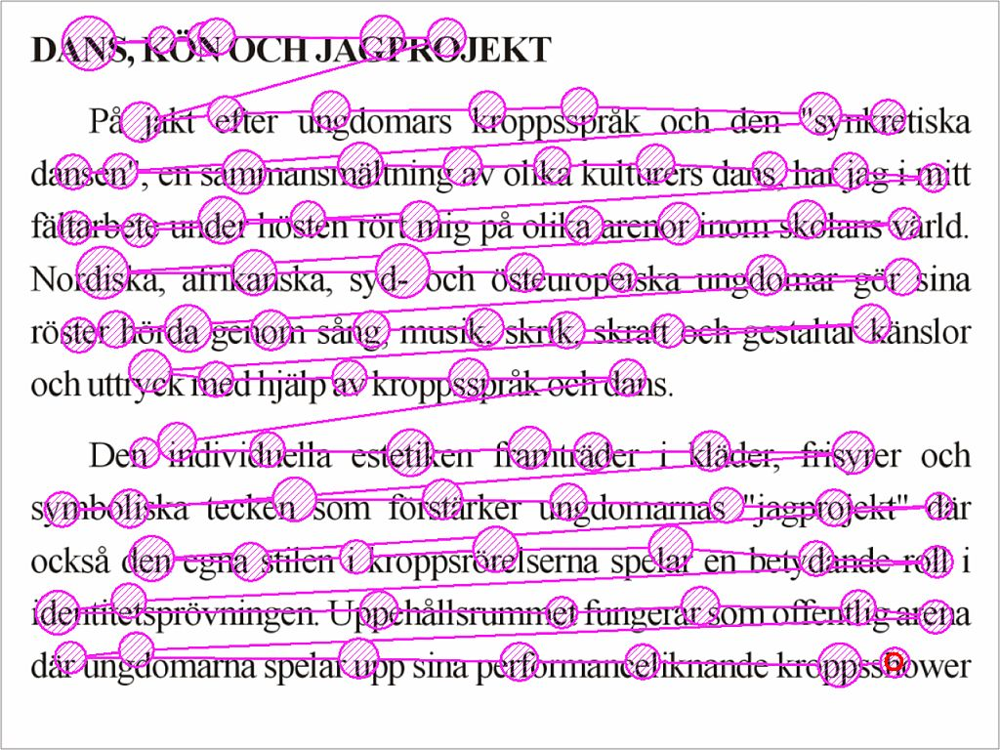 DANS, KÖN OCH JAGPROJEKT
På jakt efter ungdomars kroppsspråk och den "synkretiska
dansen", en sammansmältning av olika kulturers dans, har jag i mitt
fältarbete under hösten rört mig på olika arenor inom skolans värld.
Nordiska, afrikanska, syd- och östeuropeiska ungdomar gör sina
röster hörda genom sång, musik, skrik, skratt och gestaltar känslor
och uttryck med hjälp av kroppsspråk och dans.
Den individuella estetiken framträder i kläder, frisyrer och
symboliska tecken som förstärker ungdomarnas "jagprojekt" där
också den egna stilen i kroppsrörelserna spelar en betydande roll i
identitetsprövningen. Uppehållsrummet fungerar som offentlig arena
där ungdomarna spelar upp sina performanceliknande kroppsshower